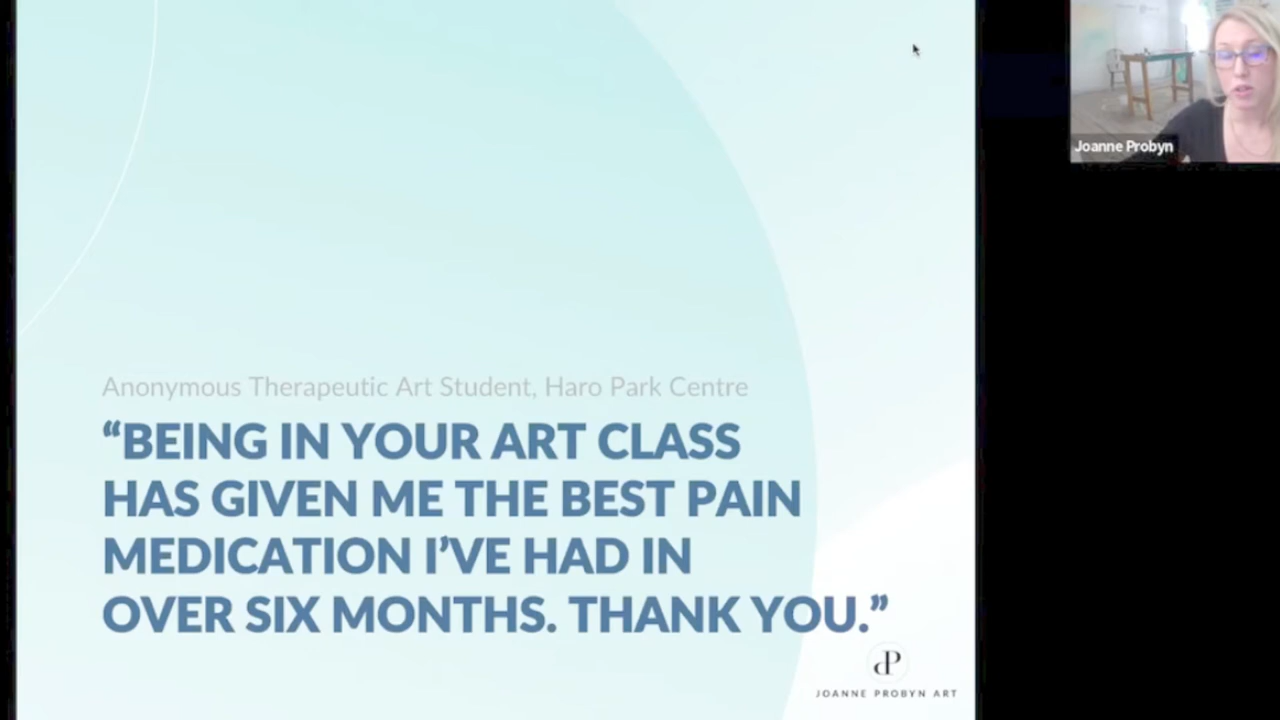 Joanne Probyn
Anonymous Therapeutic Art Student, Haro Park Centre
“BEING IN YOUR ART CLASS
HAS GIVEN ME THE BEST PAIN
MEDICATION I’VE HAD IN
OVER SIX MONTHS. THANK YOU.”
JP
JOANNE PROBYN ART